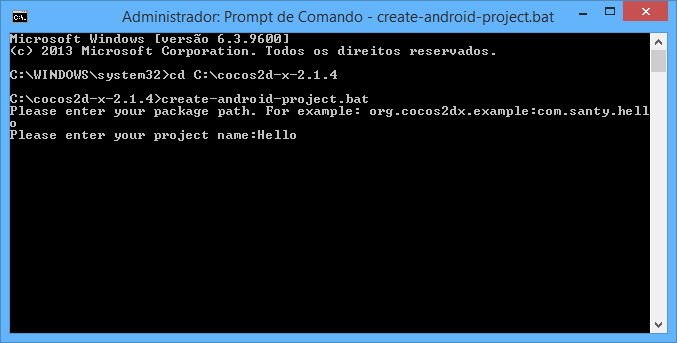 Administrador: Prompt de Comando - create-android-project.bat
Microsoft Windows [versão 6.3.9600]
(c) 2013 Microsoft Corporation. Todos os direitos reservados.
C:\WINDOWS\system32>cd C:\cocos2d-x-2.1.4
C:\cocos2d-x-2.1.4>create-android-project.bat
Please enter your package path. For example: org.cocos2dx.example:com.santy.hell
o
Please enter your project name:Hello